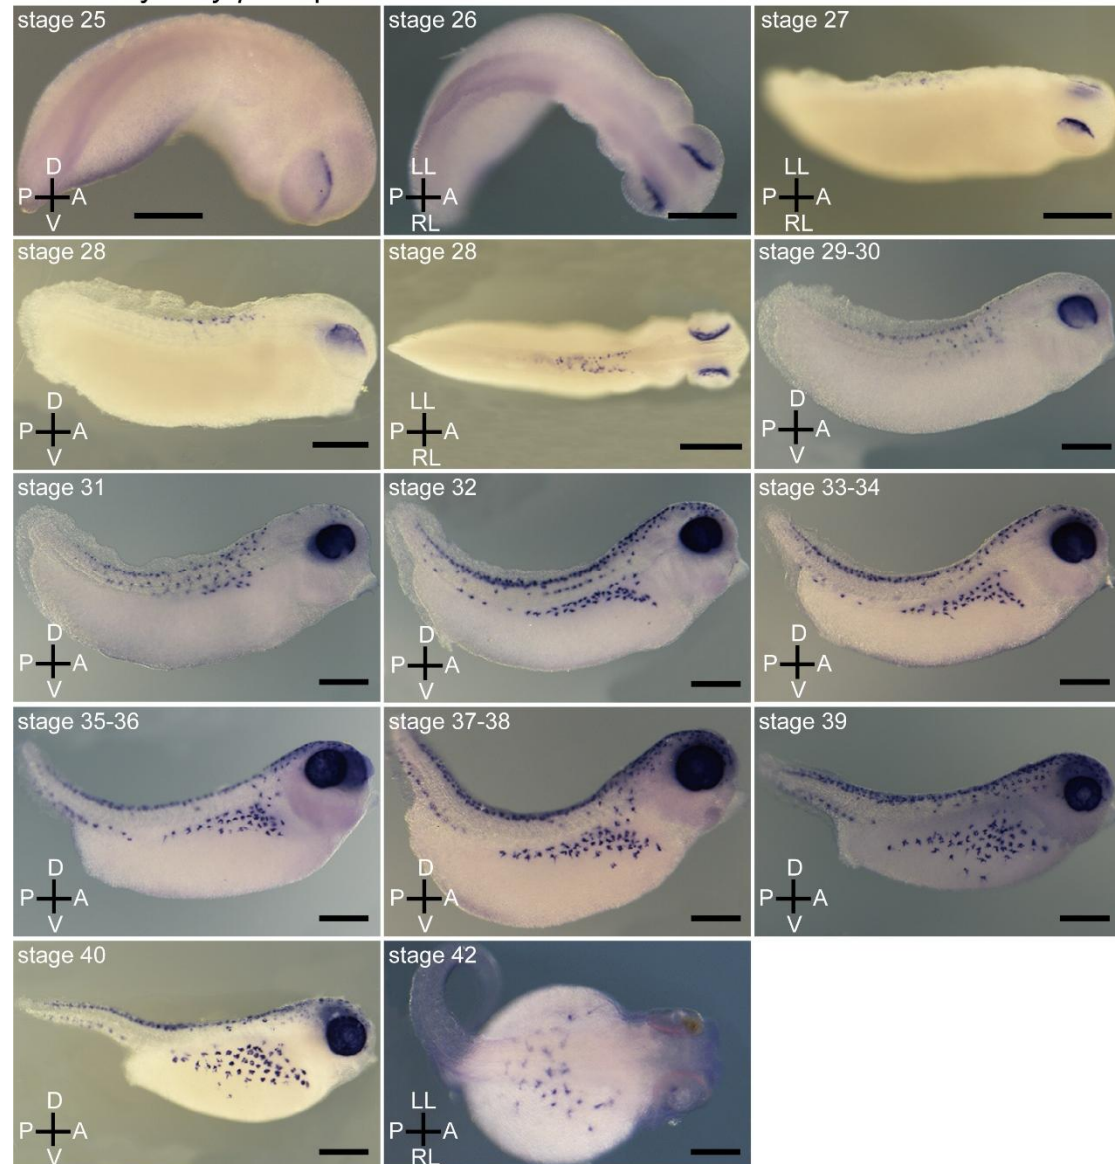 stage 25
D
P A
V
stage 26
LL
P A
RL
stage 27
LL
P A
RL
stage 28
D
P A
V
stage 28
LL
P A
RL
stage 29-30
D
P A
V
stage 31
D
P A
V
stage 32
D
P A
V
stage 33-34
D
P A
V
stage 35-36
D
P A
V
stage 37-38
D
P A
V
stage 39
D
P A
V
stage 40
D
P A
V
stage 42
LL
P A
RL